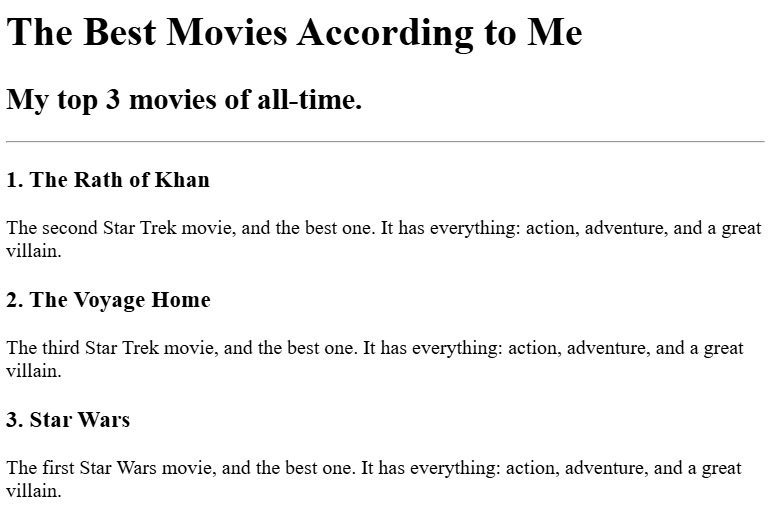 The Best Movies According to Me
My top 3 movies of all-time.
1. The Rath of Khan
The second Star Trek movie, and the best one. It has everything: action, adventure, and a great
villain.
2. The Voyage Home
The third Star Trek movie, and the best one. It has everything: action, adventure, and a great
villain.
3. Star Wars
The first Star Wars movie, and the best one. It has everything: action, adventure, and a great
villain.